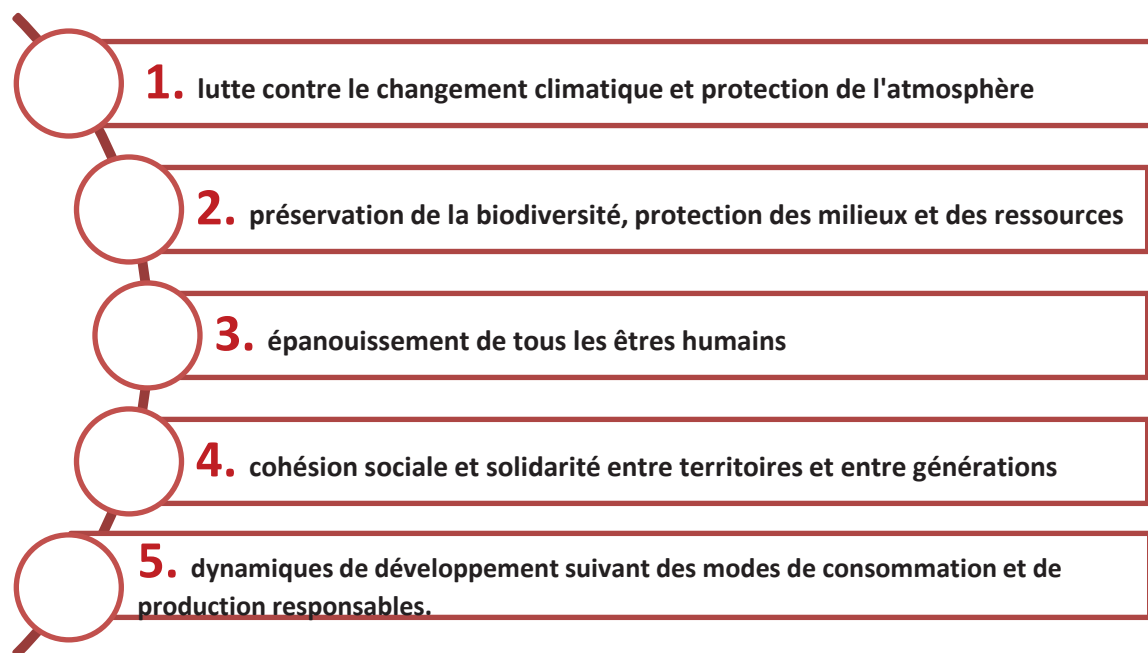 1. lutte contre le changement climatique et protection de l'atmosphère
2. préservation de la biodiversité, protection des milieux et des ressources
3. épanouissement de tous les êtres humains
4. cohésion sociale et solidarité entre territoires et entre générations
5. dynamiques de développement suivant des modes de consommation et de
production responsables.